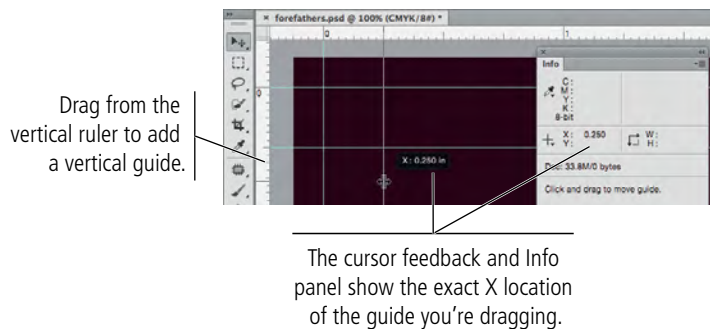 forefathers.psd @ 100% (CMYK/8#) *
0
1
0
Info
C:
M:
Y:
K:
8-bit
X: 0.250
Y:
W:
H:
Doc: 33.8M/0 bytes
Click and drag to move guide.
X: 0.250 in
Drag from the
vertical ruler to add
a vertical guide.
The cursor feedback and Info
panel show the exact X location
of the guide you're dragging.